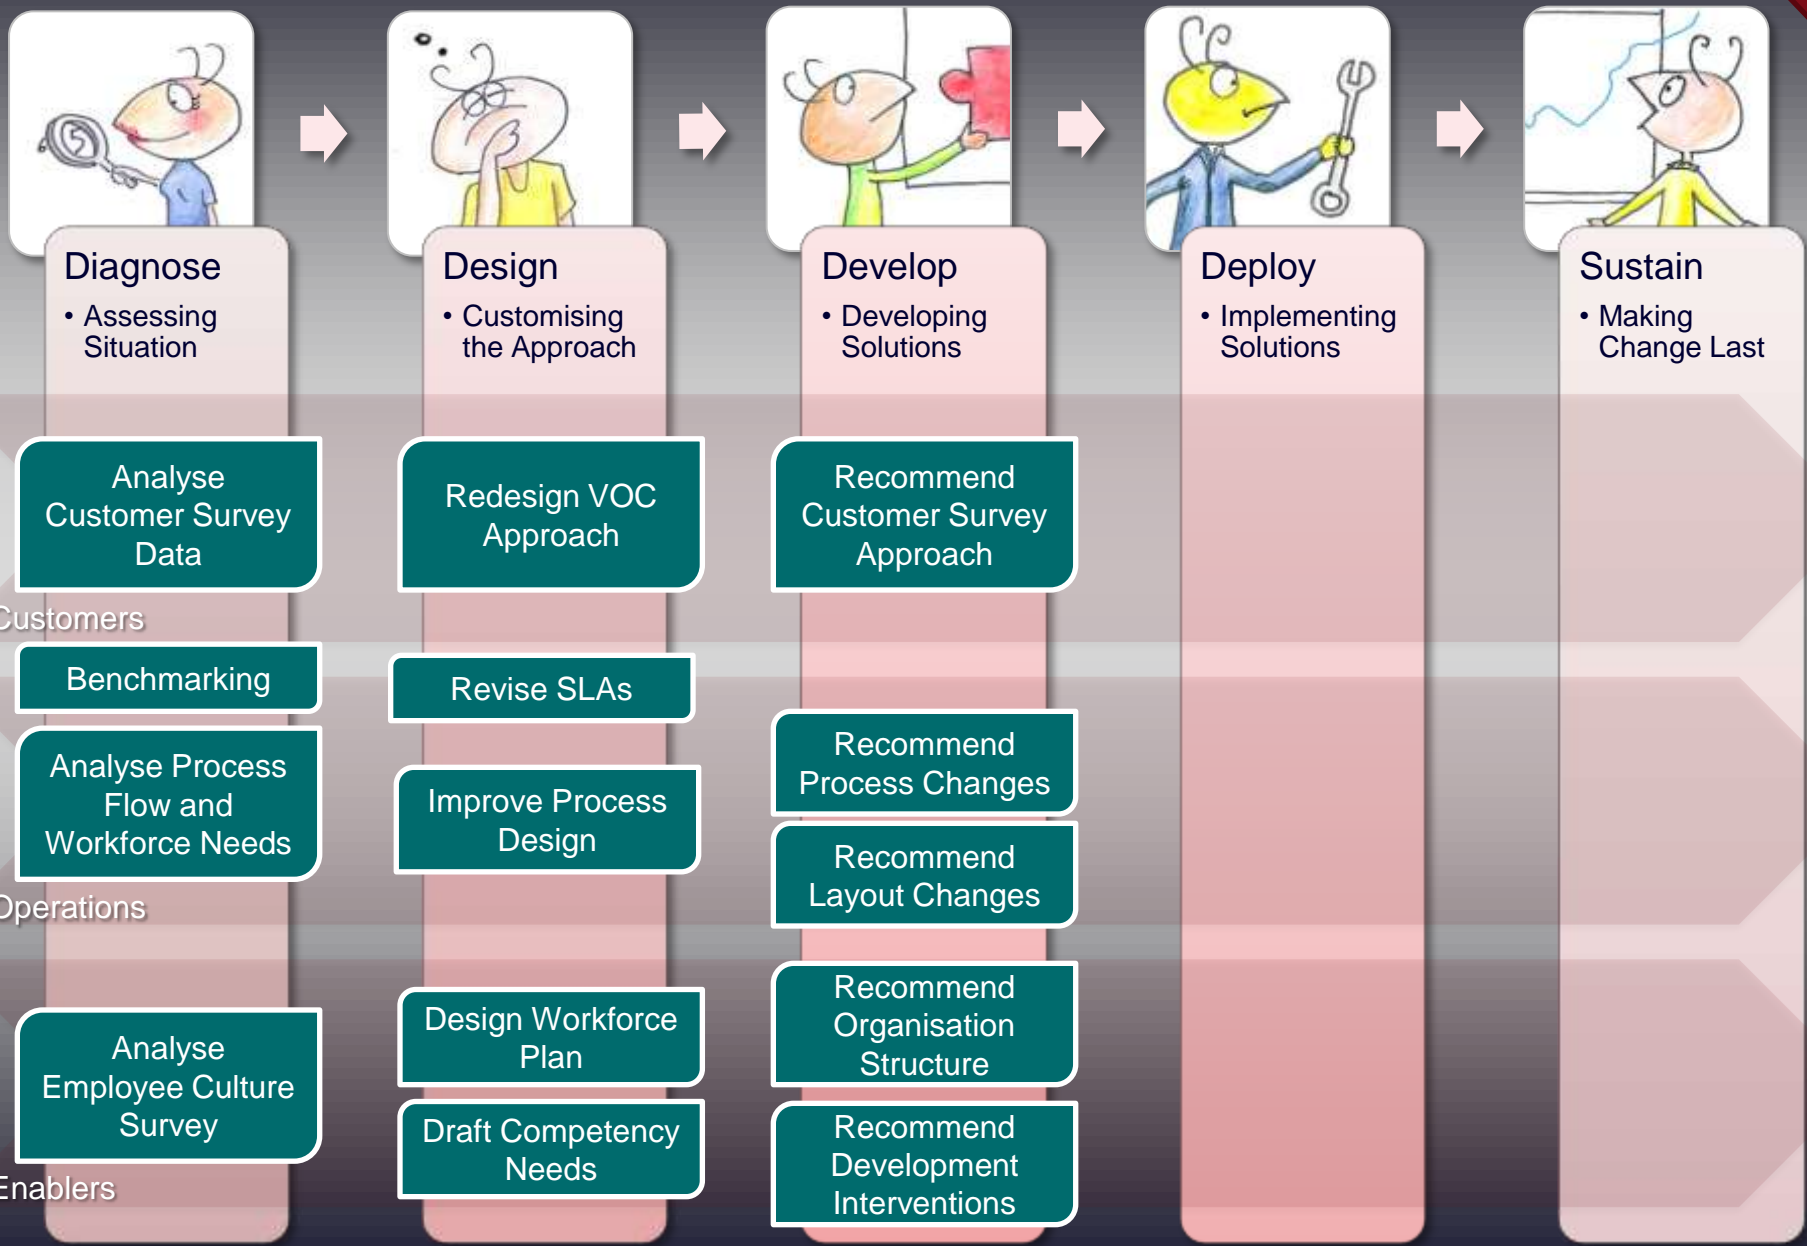 Diagnose
• Assessing
Situation
Design
• Customising
the Approach
Develop
• Developing
Solutions
Deploy
• Implementing
Solutions
Sustain
• Making
Change Last
Analyse
Customer Survey
Data
Redesign VOC
Approach
Recommend
Customer Survey
Approach
Customers
Benchmarking
Revise SLAs
Analyse Process
Flow and
Workforce Needs
Improve Process
Design
Recommend
Process Changes
Recommend
Layout Changes
Operations
Analyse
Employee Culture
Survey
Design Workforce
Plan
Draft Competency
Needs
Recommend
Organisation
Structure
Recommend
Development
Interventions
Enablers